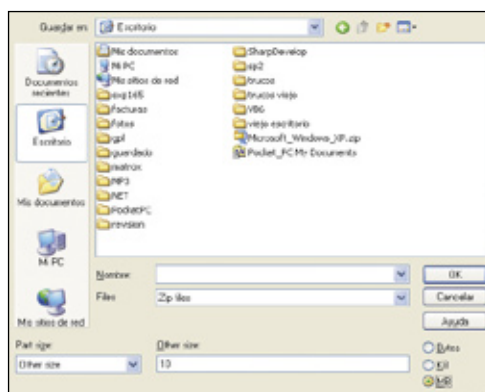 Guardar en: Escritorio
Documentos recientes
Escritorio
Mis documentos
Mi PC
Mis sitios de red
Mis documentos
Mi PC
Mis sitios de red
facturas
fotos
gpl
guardado
matrox
MP3
NET
PocketPC
revision
SharpDevelop
sp2
trucos
trucos viejo
VB6
viejo escritorio
Microsoft_Windows_XP.zip
Pocket_PC My Documents
Nombre:
Files Zip files
OK
Cancelar
Ayuda
Part size:
Other size
Other size:
10
Bytes
Kil
MB